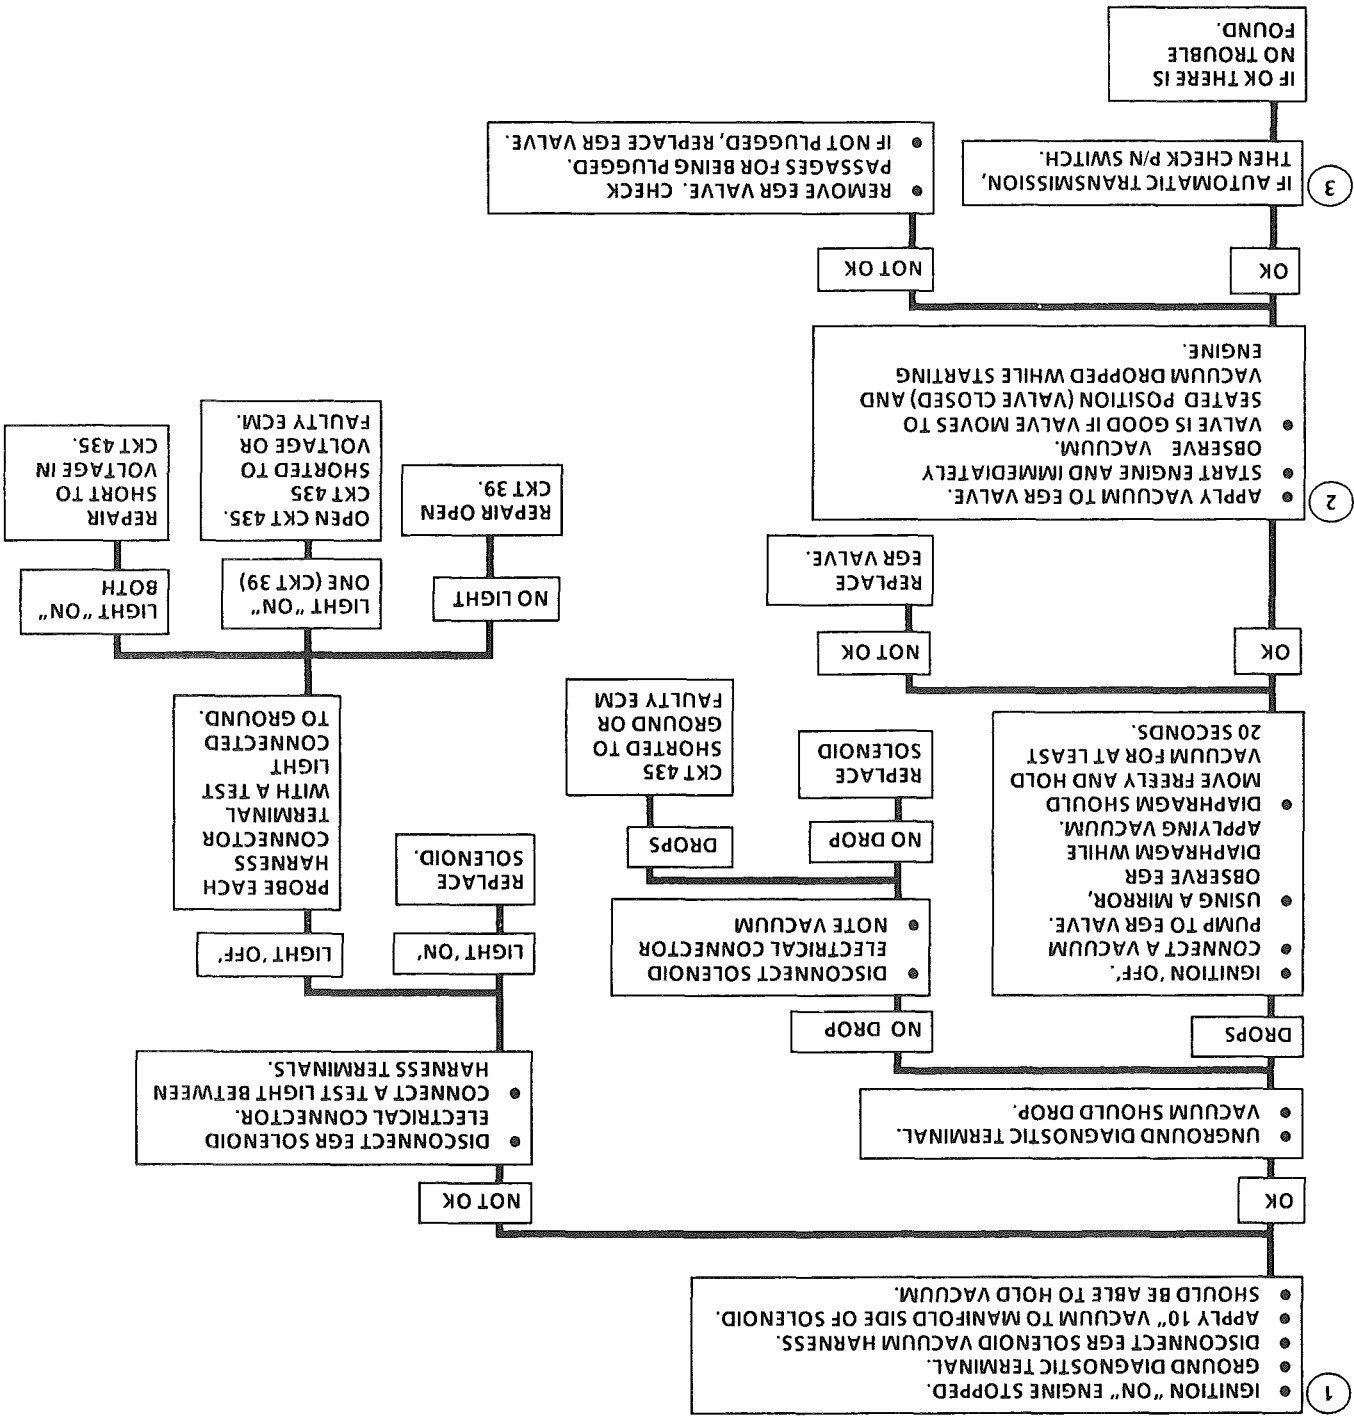 1
● IGNITION "ON" ENGINE STOPPED.
● GROUND DIAGNOSTIC TERMINAL.
● DISCONNECT EGR SOLENOID VACUUM HARNESS.
● APPLY 10" VACUUM TO MANIFOLD SIDE OF SOLENOID.
● SHOULD BE ABLE TO HOLD VACUUM.
OK
NOT OK
● UNGROUND DIAGNOSTIC TERMINAL.
● VACUUM SHOULD DROP.
● DISCONNECT EGR SOLENOID
ELECTRICAL CONNECTOR.
● CONNECT A TEST LIGHT BETWEEN
HARNESS TERMINALS.
DROPS
NO DROP
● IGNITION 'OFF'.
● CONNECT A VACUUM
PUMP TO EGR VALVE.
● USING A MIRROR,
OBSERVE EGR
DIAPHRAGM WHILE
APPLYING VACUUM.
● DIAPHRAGM SHOULD
MOVE FREELY AND HOLD
VACUUM FOR AT LEAST
20 SECONDS.
● DISCONNECT SOLENOID
ELECTRICAL CONNECTOR
● NOTE VACUUM
NO DROP
DROPS
REPLACE
SOLENOID
CKT 435
SHORTED TO
GROUND OR
FAULTY ECM
LIGHT 'ON'
LIGHT 'OFF'
REPLACE
SOLENOID.
PROBE EACH
HARNESS
CONNECTOR
TERMINAL
WITH A TEST
LIGHT
CONNECTED
TO GROUND.
OK
NOT OK
REPLACE
EGR VALVE.
NO LIGHT
LIGHT "ON"
ONE (CKT 39)
LIGHT "ON"
BOTH
REPAIR OPEN
CKT 39.
OPEN CKT 435.
CKT 435
SHORTED TO
VOLTAGE OR
FAULTY ECM.
REPAIR
SHORT TO
VOLTAGE IN
CKT 435.
2
● APPLY VACUUM TO EGR VALVE.
● START ENGINE AND IMMEDIATELY
OBSERVE VACUUM.
● VALVE IS GOOD IF VALVE MOVES TO
SEATED POSITION (VALVE CLOSED) AND
VACUUM DROPPED WHILE STARTING
ENGINE.
OK
NOT OK
3
IF AUTOMATIC TRANSMISSION,
THEN CHECK P/N SWITCH.
● REMOVE EGR VALVE. CHECK
PASSAGES FOR BEING PLUGGED.
● IF NOT PLUGGED, REPLACE EGR VALVE.
IF OK THERE IS
NO TROUBLE
FOUND.